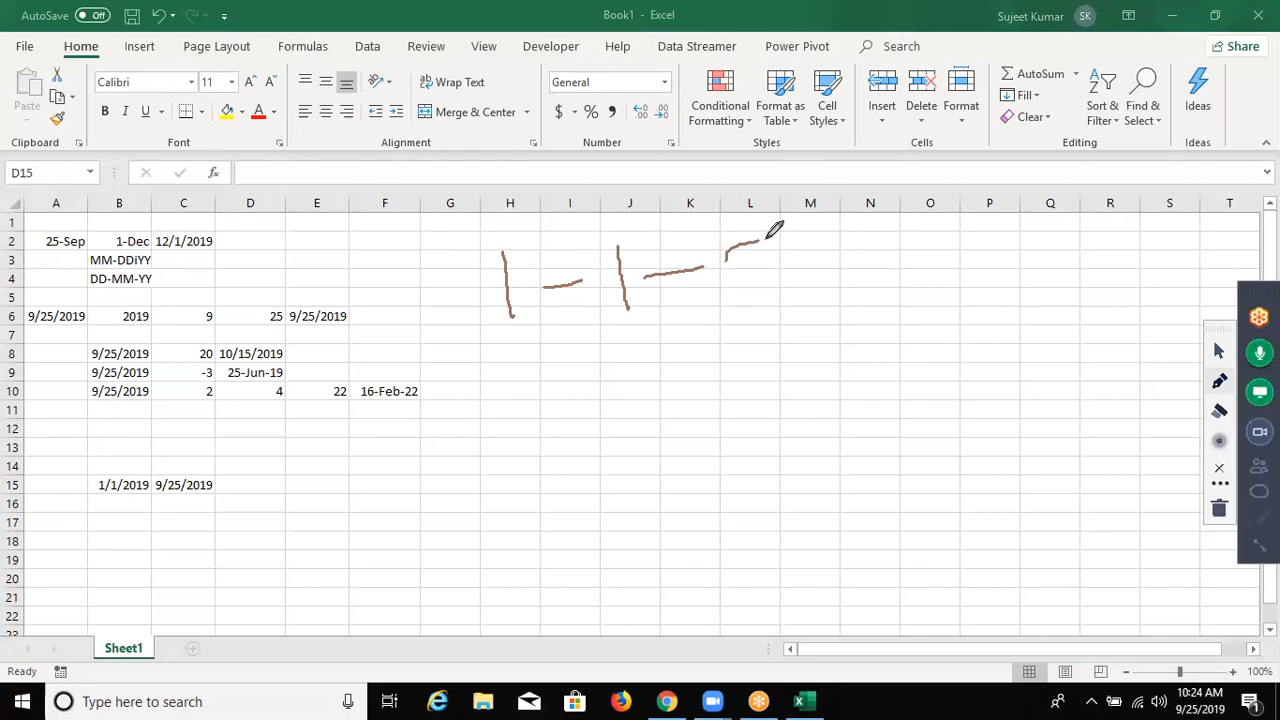 AutoSave Off Book1 - Excel Sujeet Kumar SK
File Home Insert Page Layout Formulas Data Review View Developer Help Data Streamer Power Pivot Search Share
Paste Calibri 11 Wrap Text General Conditional Formatting Format as Table Cell Styles Insert Delete Format AutoSum Fill Clear Sort & Filter Find & Select Ideas
B I U Merge & Center $ % ,
Clipboard Font Alignment Number Styles Cells Editing Ideas
D15 fx
A B C D E F G H I J K L M N O P Q R S T
1
2 25-Sep 1-Dec 12/1/2019
3 MM-DDiYY
4 DD-MM-YY
5
6 9/25/2019 2019 9 25 9/25/2019
7
8 9/25/2019 20 10/15/2019
9 9/25/2019 -3 25-Jun-19
10 9/25/2019 2 4 22 16-Feb-22
11
12
13
14
15 1/1/2019 9/25/2019
16
17
18
19
20
21
22
23
1 - 1 -
Sheet1
Ready 100%
Type here to search 10:24 AM
9/25/2019 1